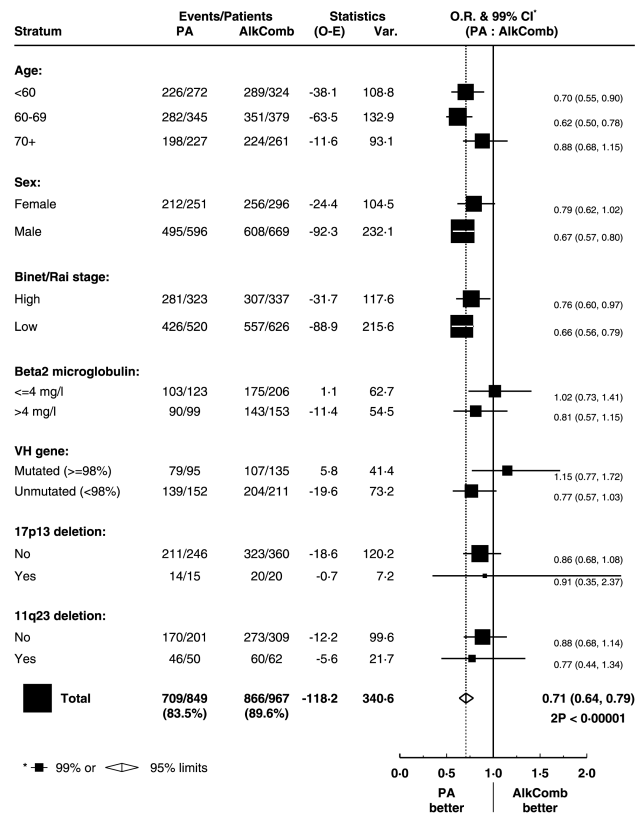 Events/Patients Statistics O.R. & 99% CI*
Stratum PA AlkComb (O-E) Var. (PA : AlkComb)
Age:
<60 226/272 289/324 -38·1 108·8 0.70 (0.55, 0.90)
60-69 282/345 351/379 -63·5 132·9 0.62 (0.50, 0.78)
70+ 198/227 224/261 -11·6 93·1 0.88 (0.68, 1.15)
Sex:
Female 212/251 256/296 -24·4 104·5 0.79 (0.62, 1.02)
Male 495/596 608/669 -92·3 232·1 0.67 (0.57, 0.80)
Binet/Rai stage:
High 281/323 307/337 -31·7 117·6 0.76 (0.60, 0.97)
Low 426/520 557/626 -88·9 215·6 0.66 (0.56, 0.79)
Beta2 microglobulin:
<=4 mg/l 103/123 175/206 1·1 62·7 1.02 (0.73, 1.41)
>4 mg/l 90/99 143/153 -11·4 54·5 0.81 (0.57, 1.15)
VH gene:
Mutated (>=98%) 79/95 107/135 5·8 41·4 1.15 (0.77, 1.72)
Unmutated (<98%) 139/152 204/211 -19·6 73·2 0.77 (0.57, 1.03)
17p13 deletion:
No 211/246 323/360 -18·6 120·2 0.86 (0.68, 1.08)
Yes 14/15 20/20 -0·7 7·2 0.91 (0.35, 2.37)
11q23 deletion:
No 170/201 273/309 -12·2 99·6 0.88 (0.68, 1.14)
Yes 46/50 60/62 -5·6 21·7 0.77 (0.44, 1.34)
Total 709/849 866/967 -118·2 340·6 0.71 (0.64, 0.79)
(83.5%) (89.6%) 2P < 0·00001
* 99% or 95% limits
0·0 0·5 1·0 1·5 2·0
PA AlkComb
better better